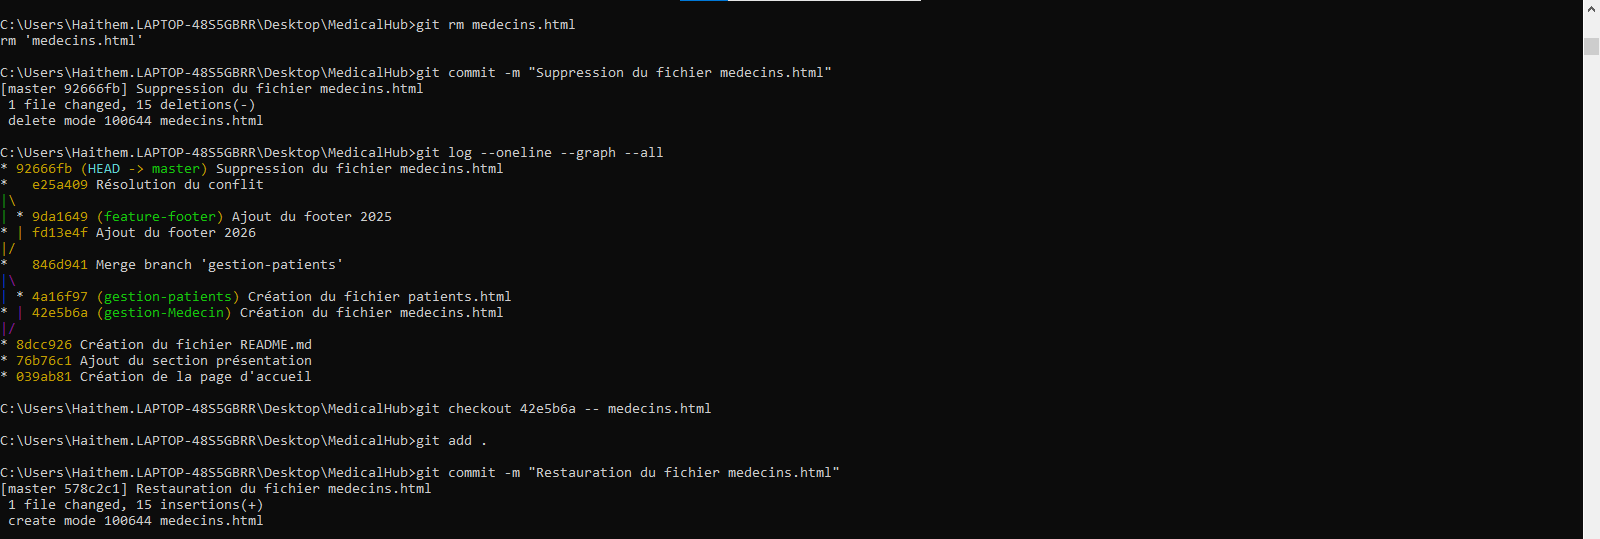 C:\Users\Haithem.LAPTOP-48S5GBRR\Desktop\MedicalHub>git rm medecins.html
rm 'medecins.html'
C:\Users\Haithem.LAPTOP-48S5GBRR\Desktop\MedicalHub>git commit -m "Suppression du fichier medecins.html"
[master 92666fb] Suppression du fichier medecins.html
 1 file changed, 15 deletions(-)
 delete mode 100644 medecins.html
C:\Users\Haithem.LAPTOP-48S5GBRR\Desktop\MedicalHub>git log --oneline --graph --all
* 92666fb (HEAD -> master) Suppression du fichier medecins.html
*   e25a409 Résolution du conflit
|\
| * 9da1649 (feature-footer) Ajout du footer 2025
* | fd13e4f Ajout du footer 2026
|/
*   846d941 Merge branch 'gestion-patients'
|\
| * 4a16f97 (gestion-patients) Création du fichier patients.html
* | 42e5b6a (gestion-Medecin) Création du fichier medecins.html
|/
* 8dcc926 Création du fichier README.md
* 76b76c1 Ajout du section présentation
* 039ab81 Création de la page d'accueil
C:\Users\Haithem.LAPTOP-48S5GBRR\Desktop\MedicalHub>git checkout 42e5b6a -- medecins.html
C:\Users\Haithem.LAPTOP-48S5GBRR\Desktop\MedicalHub>git add .
C:\Users\Haithem.LAPTOP-48S5GBRR\Desktop\MedicalHub>git commit -m "Restauration du fichier medecins.html"
[master 578c2c1] Restauration du fichier medecins.html
 1 file changed, 15 insertions(+)
 create mode 100644 medecins.html